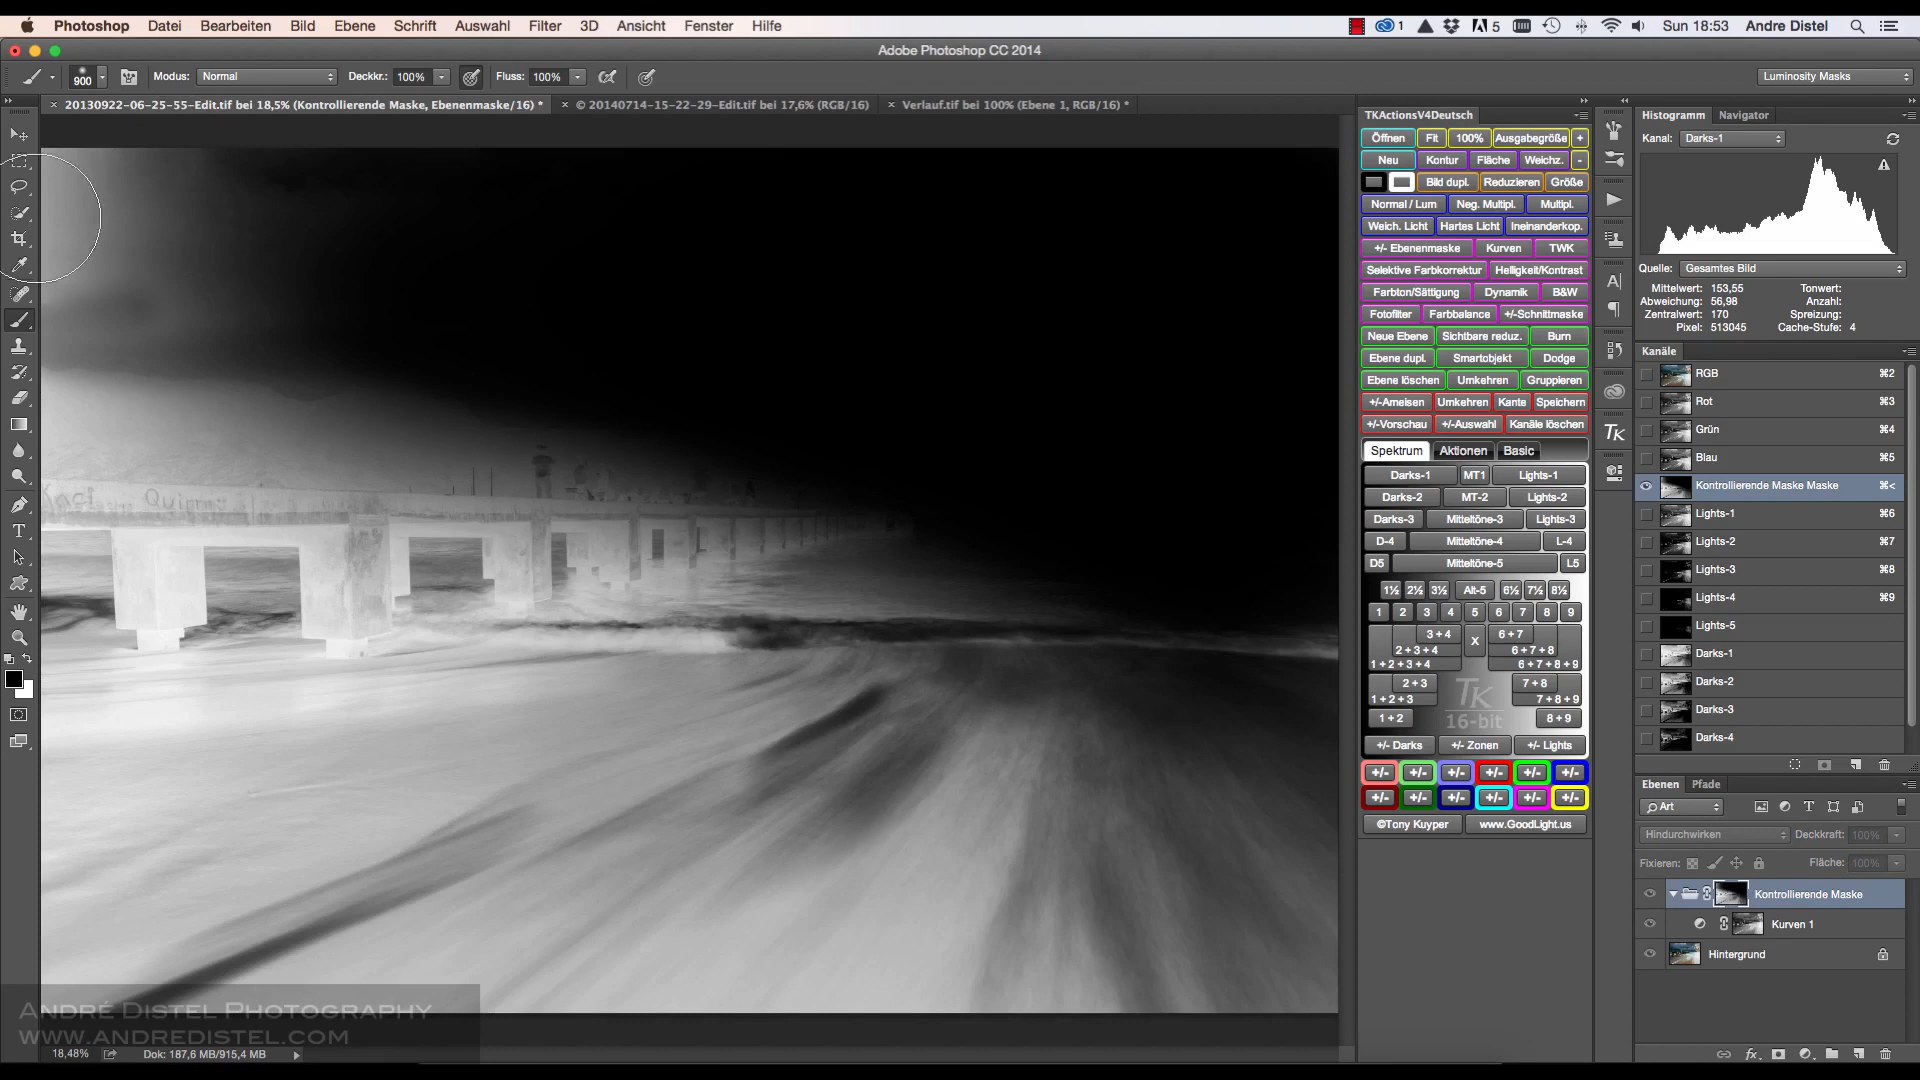 Photoshop Datei Bearbeiten Bild Ebene Schrift Auswahl Filter 3D Ansicht Fenster Hilfe 1 5 Sun 18:53 Andre Distel
Adobe Photoshop CC 2014
900 Modus: Normal Deckkr.: 100% Fluss: 100% Luminosity Masks
× 20130922-06-25-55-Edit.tif bei 18,5% (Kontrollierende Maske, Ebenenmaske/16) * × © 20140714-15-22-29-Edit.tif bei 17,6% (RGB/16) * × Verlauf.tif bei 100% (Ebene 1, RGB/16) *
TKActionsV4Deutsch
Öffnen Fit 100% Ausgabegröße +
Neu Kontur Fläche Weichz. -
Bild dupl. Reduzieren Größe
Normal / Lum Neg. Multipl. Multipl.
Weich. Licht Hartes Licht Ineinanderkop.
+/- Ebenenmaske Kurven TWK
Selektive Farbkorrektur Helligkeit/Kontrast
Farbton/Sättigung Dynamik B&W
Fotofilter Farbbalance +/-Schnittmaske
Neue Ebene Sichtbare reduz. Burn
Ebene dupl. Smartobjekt Dodge
Ebene löschen Umkehren Gruppieren
+/-Ameisen Umkehren Kante Speichern
+/-Vorschau +/-Auswahl Kanäle löschen
Spektrum Aktionen Basic
Darks-1 MT1 Lights-1
Darks-2 MT-2 Lights-2
Darks-3 Mitteltöne-3 Lights-3
D-4 Mitteltöne-4 L-4
D5 Mitteltöne-5 L5
1½ 2½ 3½ Alt-5 6½ 7½ 8½
1 2 3 4 5 6 7 8 9
3 + 4 X 6 + 7
2 + 3 + 4 6 + 7 + 8
1 + 2 + 3 + 4 6 + 7 + 8 + 9
2 + 3 TK 7 + 8
1 + 2 + 3 7 + 8 + 9
1 + 2 16-bit 8 + 9
+/- Darks +/- Zonen +/- Lights
+/- +/- +/- +/- +/- +/-
+/- +/- +/- +/- +/- +/-
©Tony Kuyper www.GoodLight.us
TK
Histogramm Navigator
Kanal: Darks-1
Quelle: Gesamtes Bild
Mittelwert: 153,55 Tonwert:
Abweichung: 56,98 Anzahl:
Zentralwert: 170 Spreizung:
Pixel: 513045 Cache-Stufe: 4
Kanäle
RGB ⌘2
Rot ⌘3
Grün ⌘4
Blau ⌘5
Kontrollierende Maske Maske ⌘<
Lights-1 ⌘6
Lights-2 ⌘7
Lights-3 ⌘8
Lights-4 ⌘9
Lights-5
Darks-1
Darks-2
Darks-3
Darks-4
Ebenen Pfade
Art
Hindurchwirken Deckkraft: 100%
Fixieren: Fläche: 100%
Kontrollierende Maske
Kurven 1
Hintergrund
fx
André Distel Photography
www.andredistel.com
18,48% Dok: 187,6 MB/915,4 MB